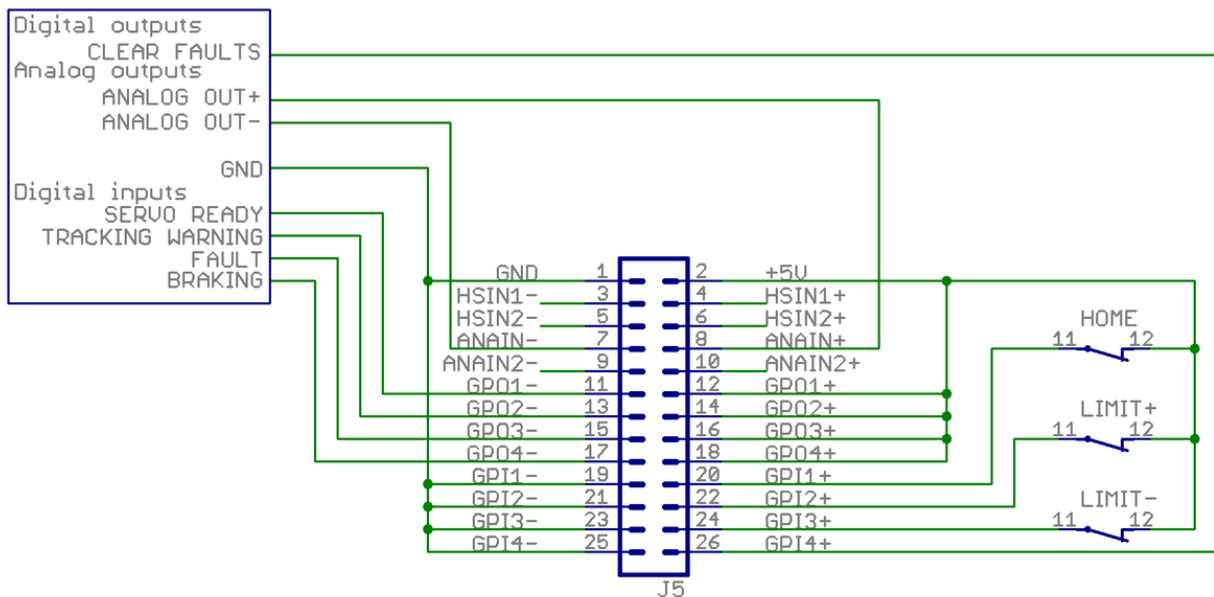 Digital outputs
CLEAR FAULTS
Analog outputs
ANALOG OUT+
ANALOG OUT-
GND
Digital inputs
SERVO READY
TRACKING WARNING
FAULT
BRAKING
GND 1 2 +5V
HSIN1- 3 4 HSIN1+
HSIN2- 5 6 HSIN2+
ANAIN- 7 8 ANAIN+
ANAIN2- 9 10 ANAIN2+
GPO1- 11 12 GPO1+
GPO2- 13 14 GPO2+
GPO3- 15 16 GPO3+
GPO4- 17 18 GPO4+
GPI1- 19 20 GPI1+
GPI2- 21 22 GPI2+
GPI3- 23 24 GPI3+
GPI4- 25 26 GPI4+
J5
HOME
11 12
LIMIT+
11 12
LIMIT-
11 12